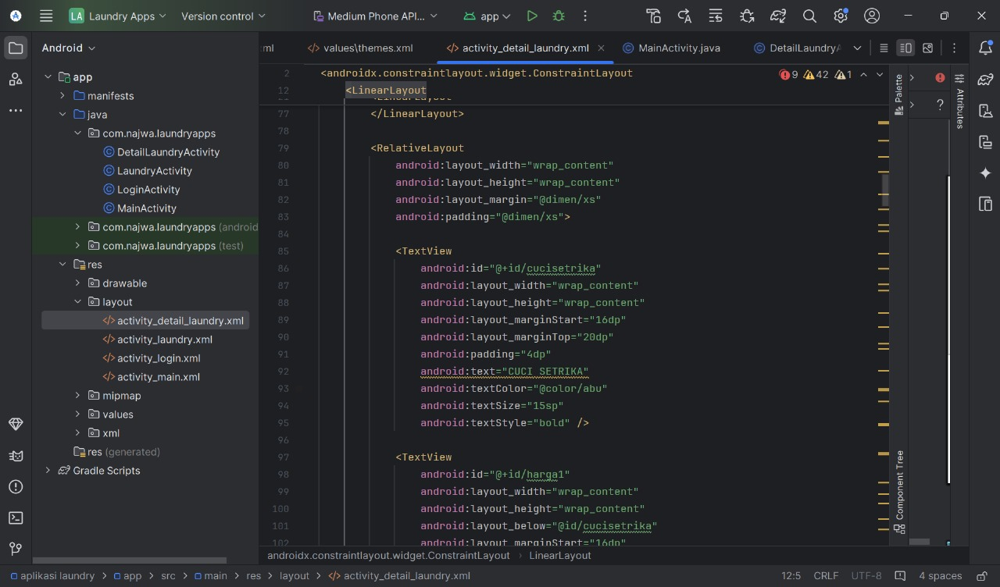 LA Laundry Apps Version control Medium Phone API... app
Android
app
manifests
java
com.najwa.laundryapps
DetailLaundryActivity
LaundryActivity
LoginActivity
MainActivity
com.najwa.laundryapps (android
com.najwa.laundryapps (test)
res
drawable
layout
activity_detail_laundry.xml
activity_laundry.xml
activity_login.xml
activity_main.xml
mipmap
values
xml
res (generated)
Gradle Scripts
ml values\themes.xml activity_detail_laundry.xml MainActivity.java DetailLaundryA
2 <androidx.constraintlayout.widget.ConstraintLayout 9 42 1
12 <LinearLayout
77 </LinearLayout>
78
79 <RelativeLayout
80 android:layout_width="wrap_content"
81 android:layout_height="wrap_content"
82 android:layout_margin="@dimen/xs"
83 android:padding="@dimen/xs">
84
85 <TextView
86 android:id="@+id/cucisetrika"
87 android:layout_width="wrap_content"
88 android:layout_height="wrap_content"
89 android:layout_marginStart="16dp"
90 android:layout_marginTop="20dp"
91 android:padding="4dp"
92 android:text="CUCI SETRIKA"
93 android:textColor="@color/abu"
94 android:textSize="15sp"
95 android:textStyle="bold" />
96
97 <TextView
98 android:id="@+id/harga1"
99 android:layout_width="wrap_content"
100 android:layout_height="wrap_content"
101 android:layout_below="@id/cucisetrika"
102 android:layout_marginStart="16dp"
Palette
Component Tree
?
Attributes
androidx.constraintlayout.widget.ConstraintLayout › LinearLayout
aplikasi laundry > app > src > main > res > layout > activity_detail_laundry.xml 12:5 CRLF UTF-8 4 spaces